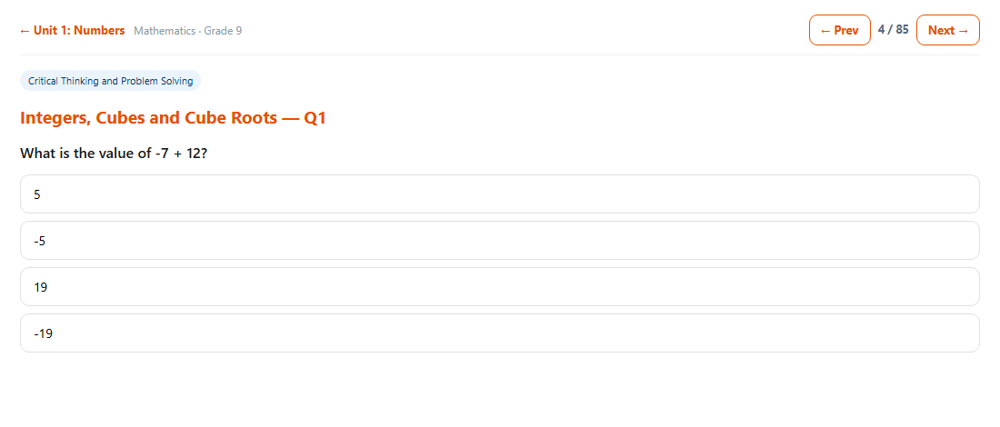 ← Unit 1: Numbers Mathematics · Grade 9 ← Prev 4 / 85 Next →
Critical Thinking and Problem Solving
Integers, Cubes and Cube Roots — Q1
What is the value of -7 + 12?
5
-5
19
-19